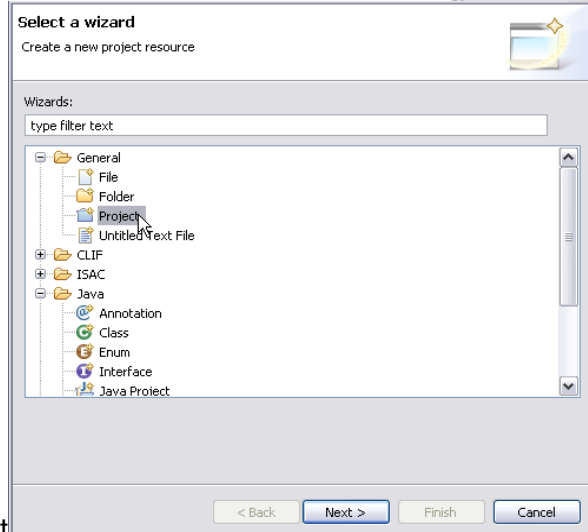 Select a wizard
Create a new project resource
Wizards:
type filter text
General
File
Folder
Project
Untitled Text File
CLIF
ISAC
Java
Annotation
Class
Enum
Interface
Java Project
t
< Back Next > Finish Cancel